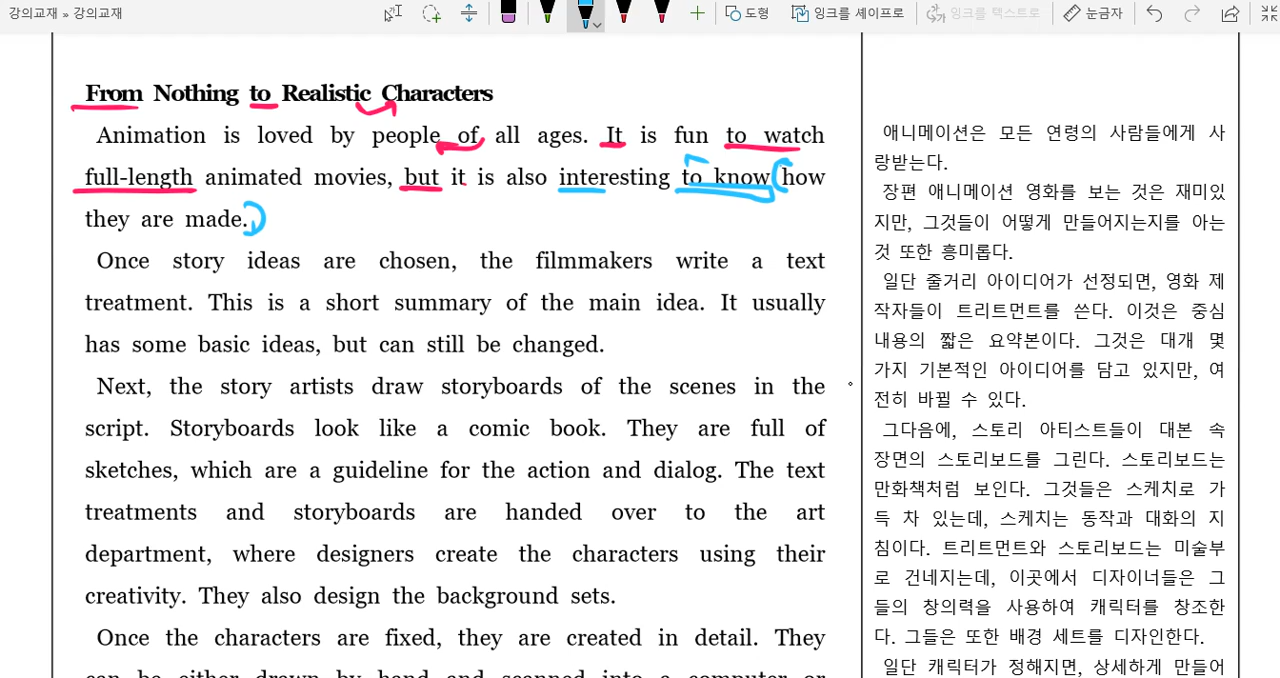 강의교재 » 강의교재
도형 잉크를 셰이프로 잉크를 텍스트로 눈금자
From Nothing to Realistic Characters
Animation is loved by people of all ages. It is fun to watch
full-length animated movies, but it is also interesting to know how
they are made.
Once story ideas are chosen, the filmmakers write a text
treatment. This is a short summary of the main idea. It usually
has some basic ideas, but can still be changed.
Next, the story artists draw storyboards of the scenes in the
script. Storyboards look like a comic book. They are full of
sketches, which are a guideline for the action and dialog. The text
treatments and storyboards are handed over to the art
department, where designers create the characters using their
creativity. They also design the background sets.
Once the characters are fixed, they are created in detail. They
can be either drawn by hand and scanned into a computer or
애니메이션은 모든 연령의 사람들에게 사
랑받는다.
장편 애니메이션 영화를 보는 것은 재미있
지만, 그것들이 어떻게 만들어지는지를 아는
것 또한 흥미롭다.
일단 줄거리 아이디어가 선정되면, 영화 제
작자들이 트리트먼트를 쓴다. 이것은 중심
내용의 짧은 요약본이다. 그것은 대개 몇
가지 기본적인 아이디어를 담고 있지만, 여
전히 바뀔 수 있다.
그다음에, 스토리 아티스트들이 대본 속
장면의 스토리보드를 그린다. 스토리보드는
만화책처럼 보인다. 그것들은 스케치로 가
득 차 있는데, 스케치는 동작과 대화의 지
침이다. 트리트먼트와 스토리보드는 미술부
로 건네지는데, 이곳에서 디자이너들은 그
들의 창의력을 사용하여 캐릭터를 창조한
다. 그들은 또한 배경 세트를 디자인한다.
일단 캐릭터가 정해지면, 상세하게 만들어